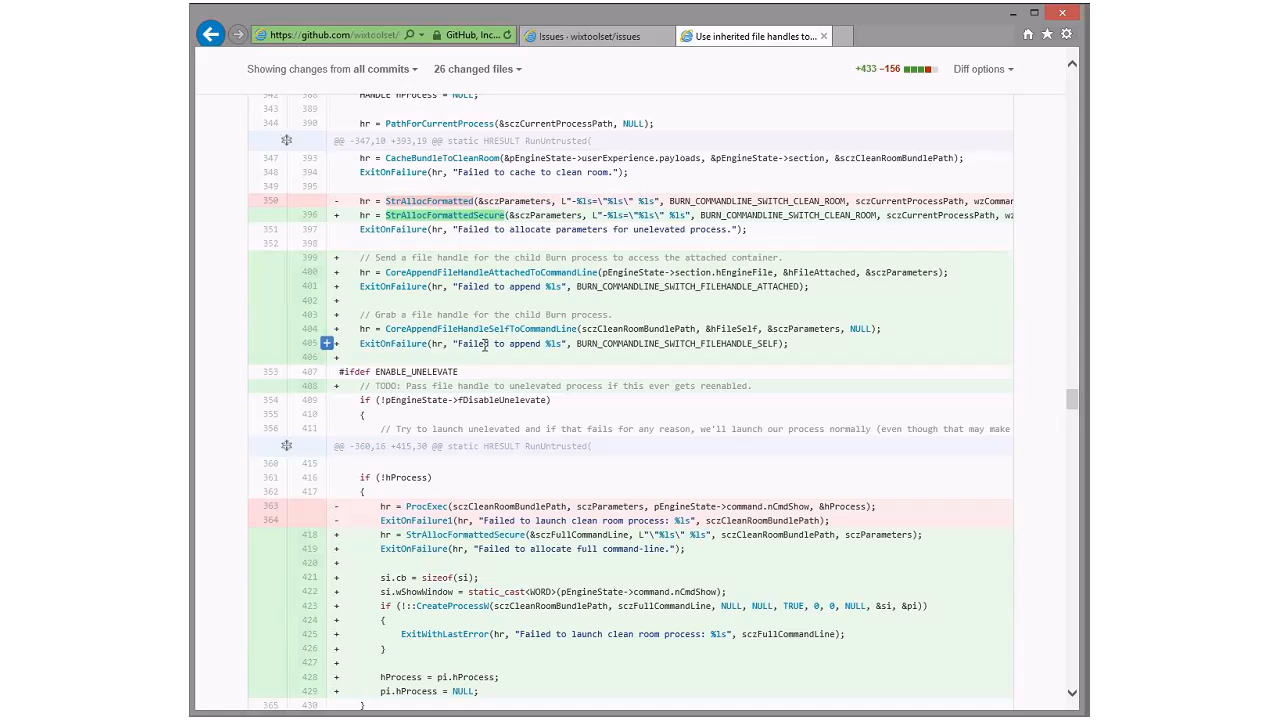 https://github.com/wixtoolset/ GitHub, Inc... Issues · wixtoolset/issues Use inherited file handles to...
Showing changes from all commits 26 changed files +433 −156 Diff options
342 388 HANDLE hProcess = NULL;
343 389
344 390 hr = PathForCurrentProcess(&sczCurrentProcessPath, NULL);
@@ -347,10 +393,19 @@ static HRESULT RunUntrusted(
347 393 hr = CacheBundleToCleanRoom(&pEngineState->userExperience.payloads, &pEngineState->section, &sczCleanRoomBundlePath);
348 394 ExitOnFailure(hr, "Failed to cache to clean room.");
349 395
350 - hr = StrAllocFormatted(&sczParameters, L"-%ls=\"%ls\" %ls", BURN_COMMANDLINE_SWITCH_CLEAN_ROOM, sczCurrentProcessPath, wzComman
396 + hr = StrAllocFormattedSecure(&sczParameters, L"-%ls=\"%ls\" %ls", BURN_COMMANDLINE_SWITCH_CLEAN_ROOM, sczCurrentProcessPath, wz
351 397 ExitOnFailure(hr, "Failed to allocate parameters for unelevated process.");
352 398
399 + // Send a file handle for the child Burn process to access the attached container.
400 + hr = CoreAppendFileHandleAttachedToCommandLine(pEngineState->section.hEngineFile, &hFileAttached, &sczParameters);
401 + ExitOnFailure(hr, "Failed to append %ls", BURN_COMMANDLINE_SWITCH_FILEHANDLE_ATTACHED);
402 +
403 + // Grab a file handle for the child Burn process.
404 + hr = CoreAppendFileHandleSelfToCommandLine(sczCleanRoomBundlePath, &hFileSelf, &sczParameters, NULL);
405 + ExitOnFailure(hr, "Failed to append %ls", BURN_COMMANDLINE_SWITCH_FILEHANDLE_SELF);
406 +
353 407 #ifdef ENABLE_UNELEVATE
408 + // TODO: Pass file handle to unelevated process if this ever gets reenabled.
354 409 if (!pEngineState->fDisableUnelevate)
355 410 {
356 411 // Try to launch unelevated and if that fails for any reason, we'll launch our process normally (even though that may make
@@ -360,16 +415,30 @@ static HRESULT RunUntrusted(
360 415
361 416 if (!hProcess)
362 417 {
363 - hr = ProcExec(sczCleanRoomBundlePath, sczParameters, pEngineState->command.nCmdShow, &hProcess);
364 - ExitOnFailure1(hr, "Failed to launch clean room process: %ls", sczCleanRoomBundlePath);
418 + hr = StrAllocFormattedSecure(&sczFullCommandLine, L"\"%ls\" %ls", sczCleanRoomBundlePath, sczParameters);
419 + ExitOnFailure(hr, "Failed to allocate full command-line.");
420 +
421 + si.cb = sizeof(si);
422 + si.wShowWindow = static_cast<WORD>(pEngineState->command.nCmdShow);
423 + if (!::CreateProcessW(sczCleanRoomBundlePath, sczFullCommandLine, NULL, NULL, TRUE, 0, 0, NULL, &si, &pi))
424 + {
425 + ExitWithLastError(hr, "Failed to launch clean room process: %ls", sczFullCommandLine);
426 + }
427 +
428 + hProcess = pi.hProcess;
429 + pi.hProcess = NULL;
365 430 }